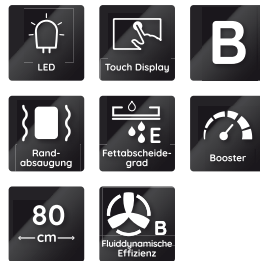 LED
Touch Display
B
Rand-
absaugung
E
Fettabscheide-
grad
Booster
80
cm
B
Fluiddynamische
Effizienz